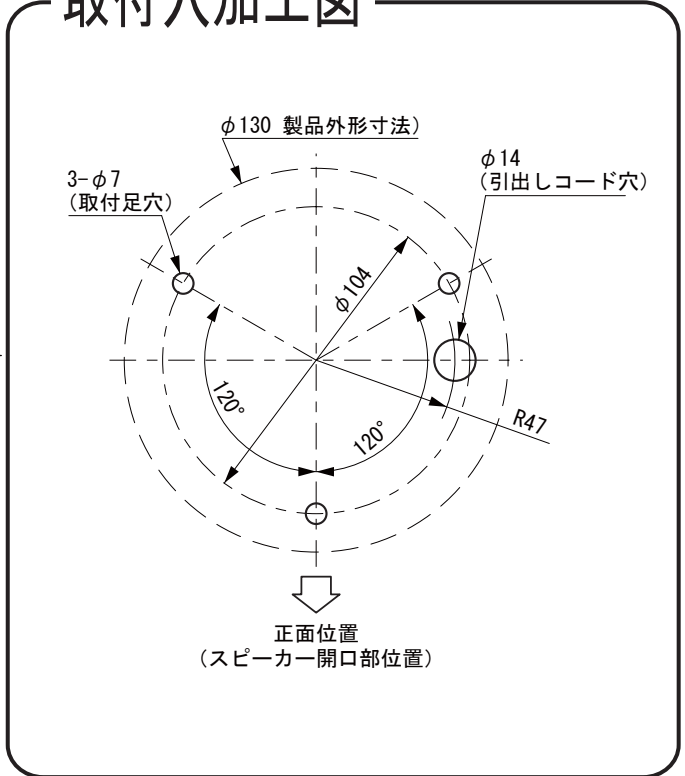 取付穴加工図
φ130 製品外形寸法)
3-φ7
(取付足穴)
φ14
(引出しコード穴)
φ104
120°
120°
R47
正面位置
(スピーカー開口部位置)